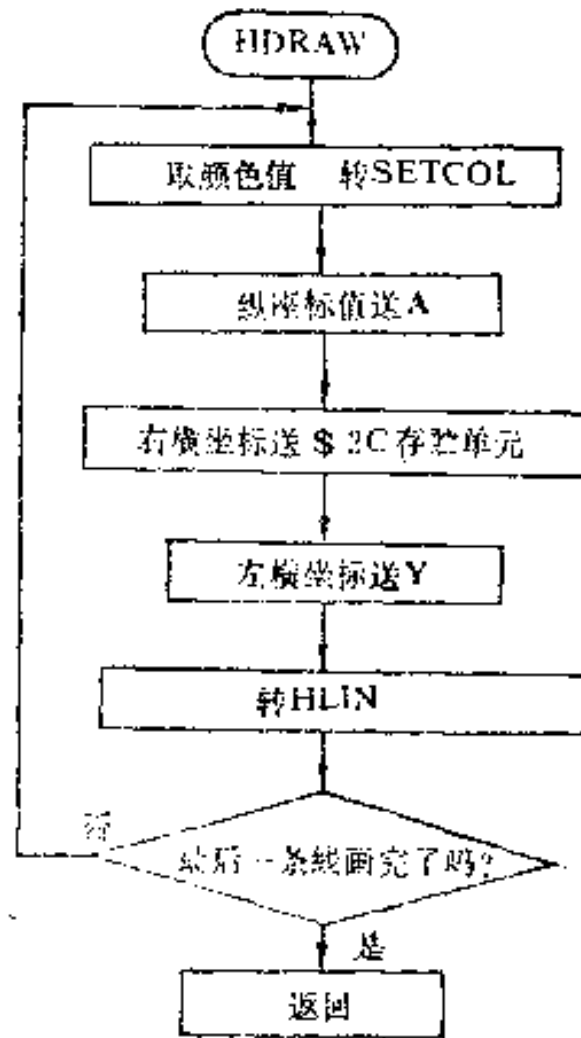 HDRAW
取颜色值 转SETCOL
纵座标值送A
右横坐标送$2C存贮单元
左横坐标送Y
转HLIN
否
最后一条线画完了吗?
是
返回